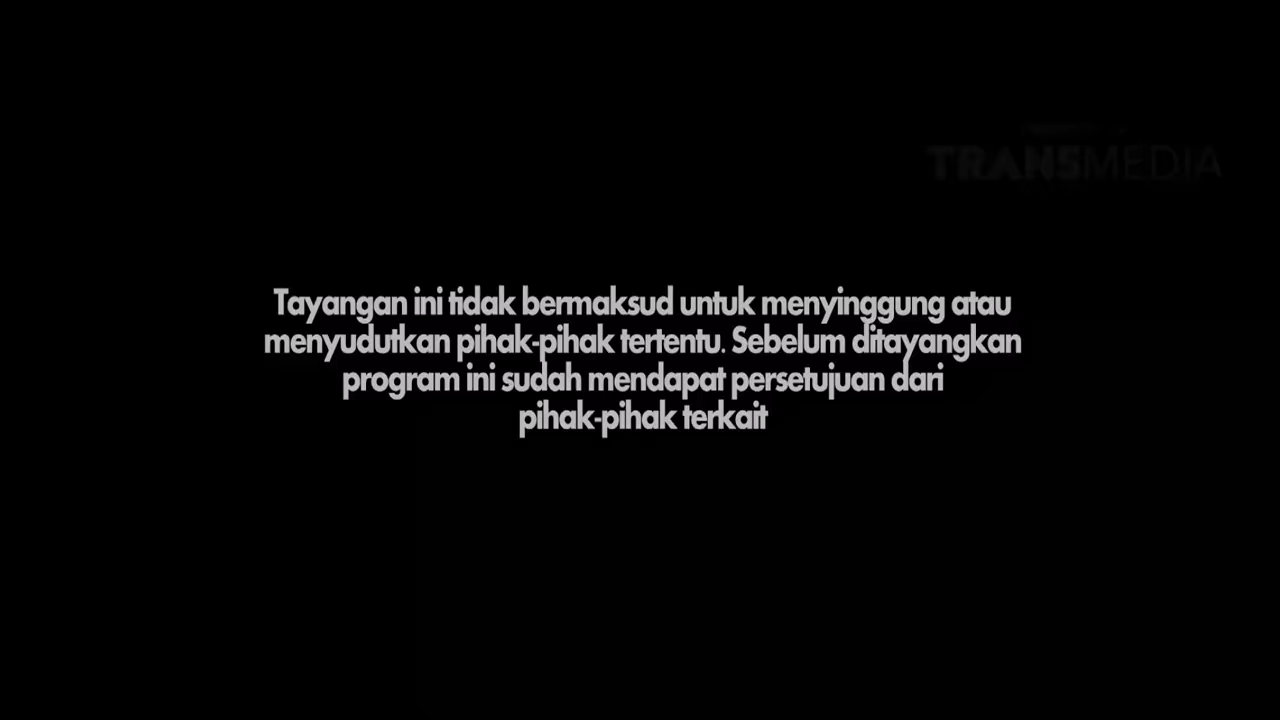 TRANSMEDIA
Tayangan ini tidak bermaksud untuk menyinggung atau
menyudutkan pihak-pihak tertentu. Sebelum ditayangkan
program ini sudah mendapat persetujuan dari
pihak-pihak terkait